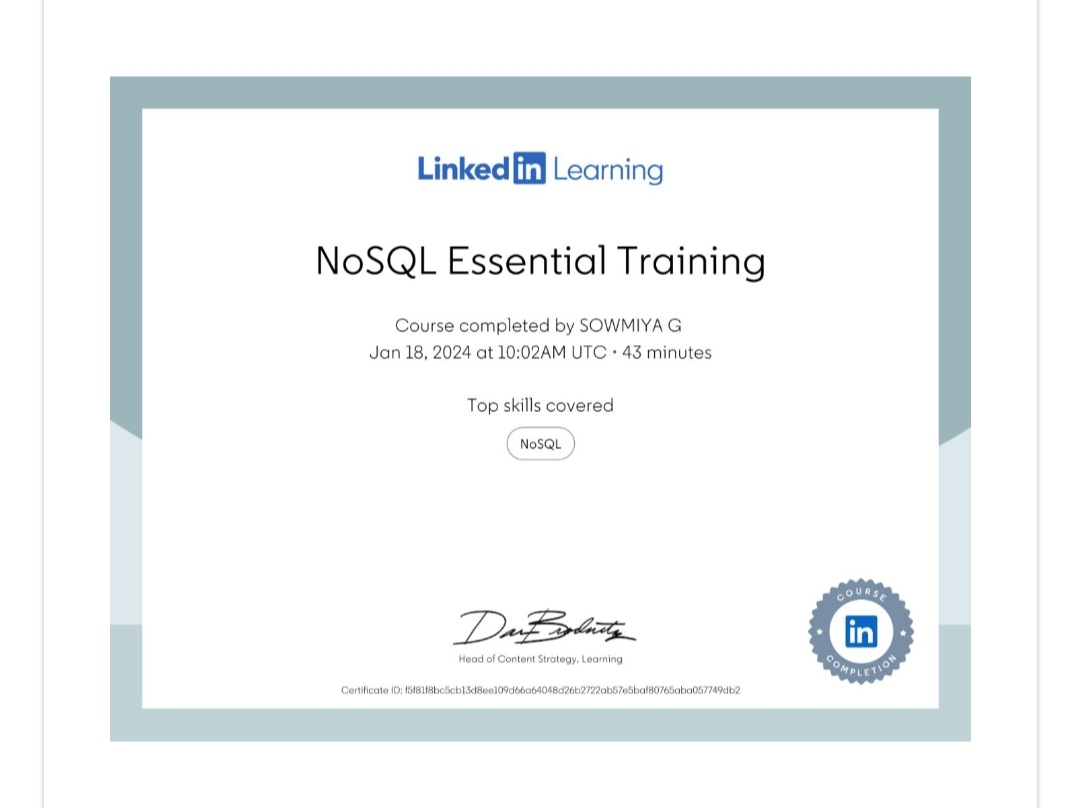 Linked in Learning
NoSQL Essential Training
Course completed by SOWMIYA G
Jan 18, 2024 at 10:02AM UTC • 43 minutes
Top skills covered
NoSQL
Head of Content Strategy, Learning
COURSE
in
COMPLETION
Certificate ID: f5f81f8bc5cb13d8ee109d66a64048d26b2722ab57e5baf80765aba057749db2